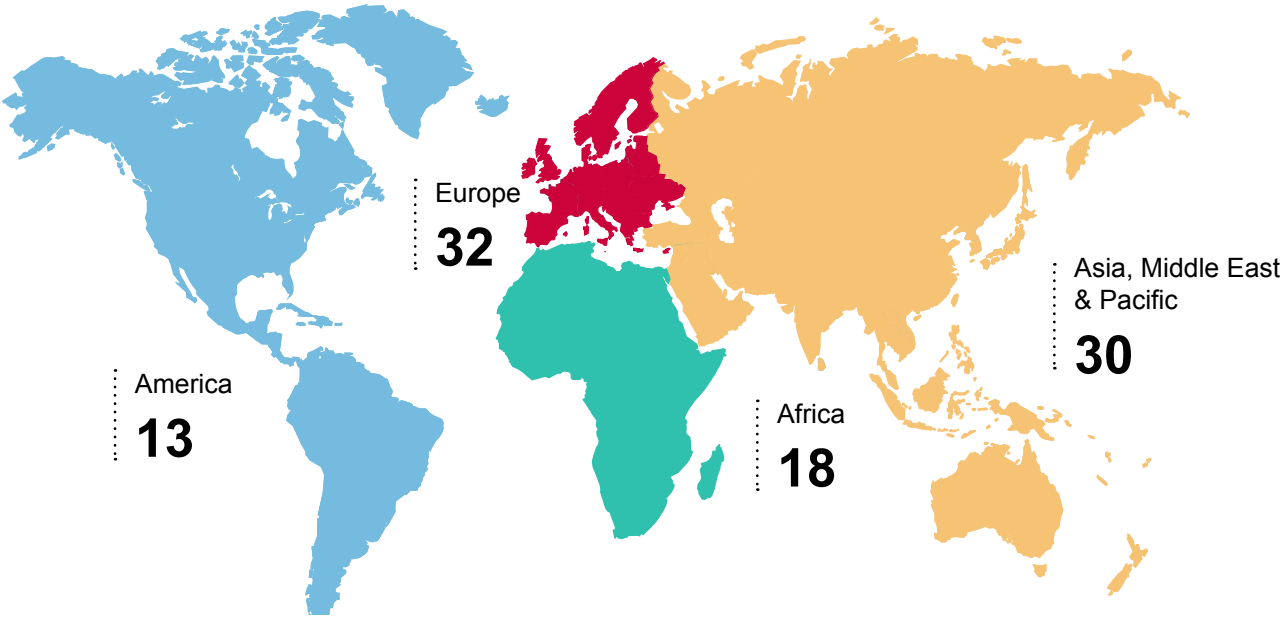 Europe
32
Asia, Middle East
& Pacific
30
America
13
Africa
18